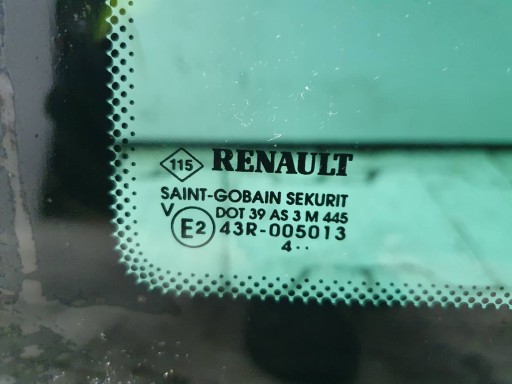 115 RENAULT
SAINT-GOBAIN SEKURIT
V DOT 39 AS 3 M 445
E2 43R-005013
4··